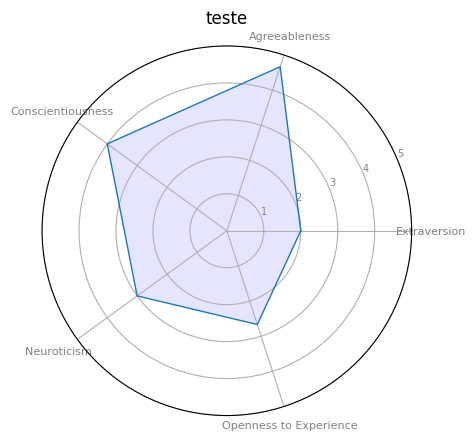 teste
Agreeableness
Conscientiousness
5
4
3
2
1
Extraversion
Neuroticism
Openness to Experience